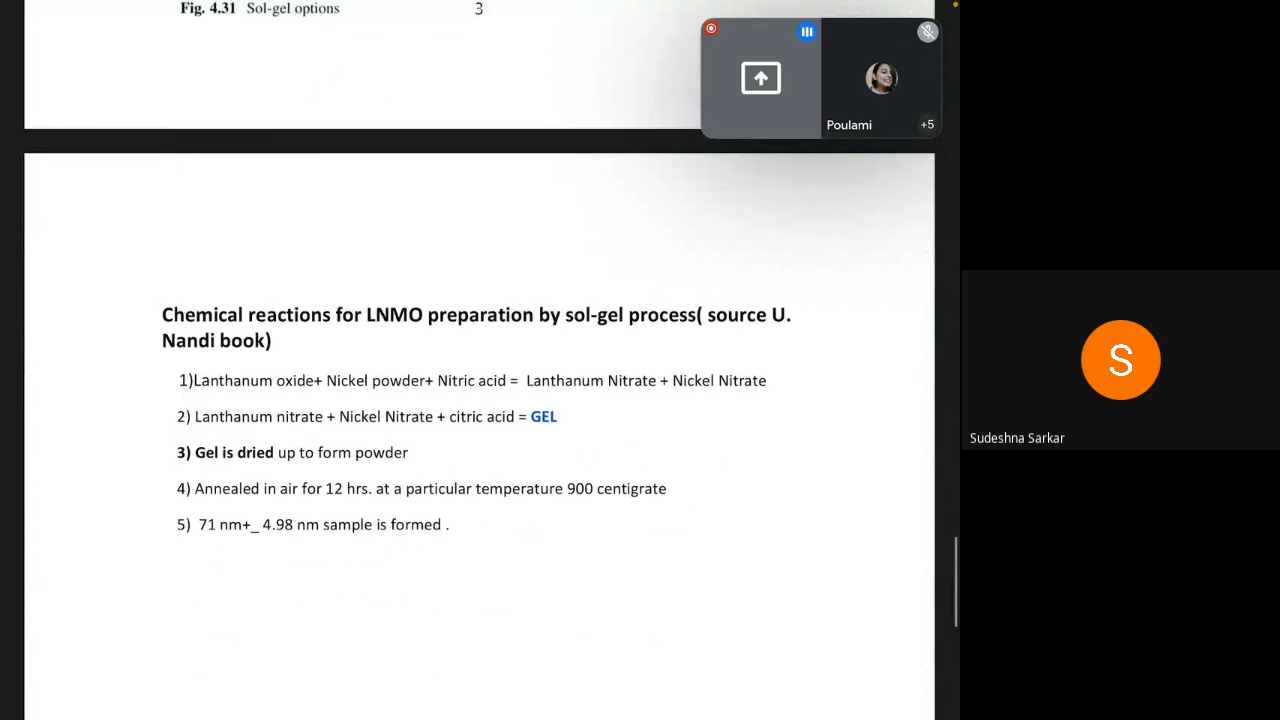 Fig. 4.31 Sol-gel options
3
Poulami
+5
Chemical reactions for LNMO preparation by sol-gel process( source U.
Nandi book)
1)Lanthanum oxide+ Nickel powder+ Nitric acid = Lanthanum Nitrate + Nickel Nitrate
2) Lanthanum nitrate + Nickel Nitrate + citric acid = GEL
3) Gel is dried up to form powder
4) Annealed in air for 12 hrs. at a particular temperature 900 centigrate
5) 71 nm+_ 4.98 nm sample is formed .
S
Sudeshna Sarkar